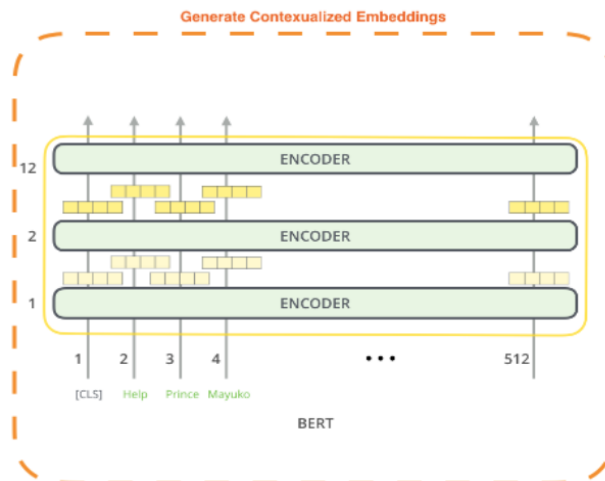 Generate Contexualized Embeddings
12 ENCODER
2 ENCODER
1 ENCODER
1 2 3 4 ••• 512
[CLS] Help Prince Mayuko
BERT